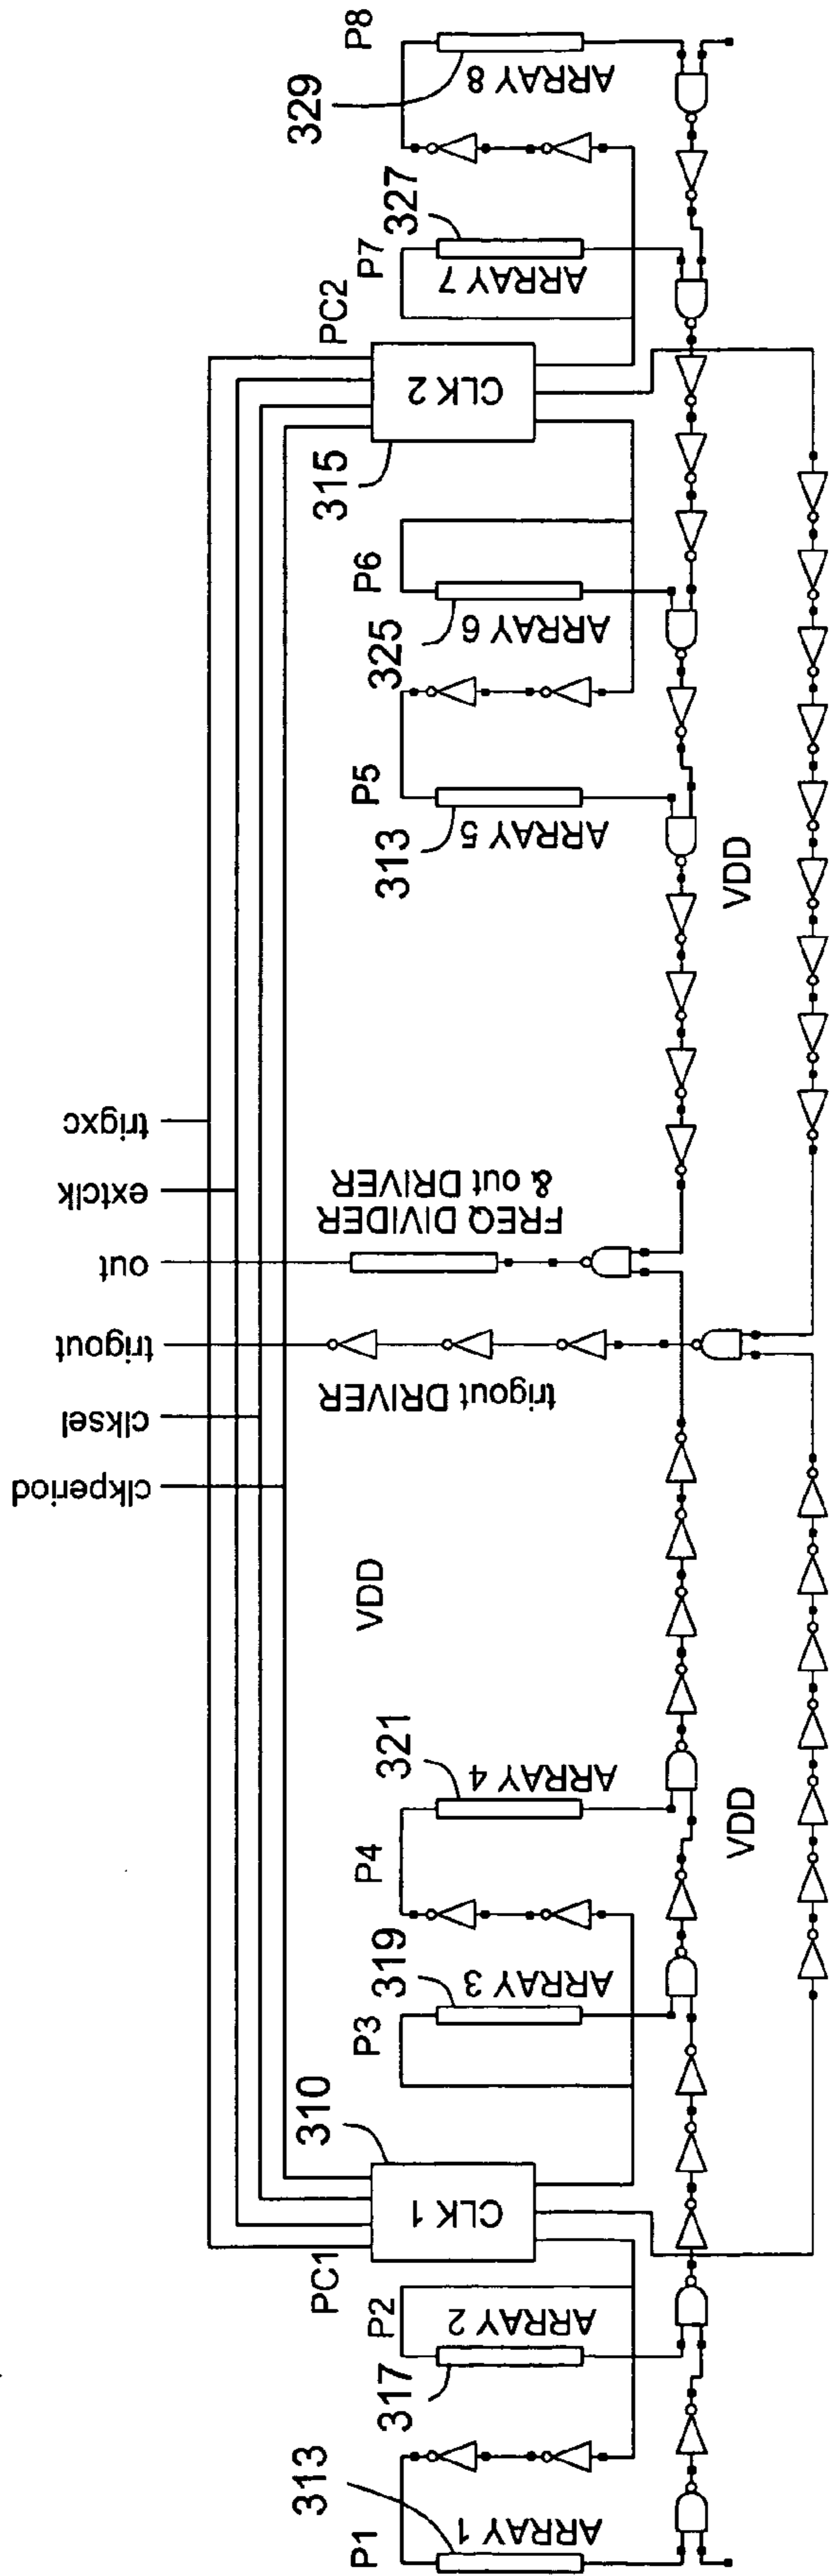 clkperiod
clksel
trigout
out
extclk
trigxc
VDD
trigout DRIVER
FREQ DIVIDER
& out DRIVER
313
P1
ARRAY 1
317
P2
ARRAY 2
PC1
310
CLK 1
P3
319
ARRAY 3
P4
321
ARRAY 4
VDD
P5
313
ARRAY 5
VDD
P6
325
ARRAY 6
315
CLK 2
PC2
P7
327
ARRAY 7
329
P8
ARRAY 8